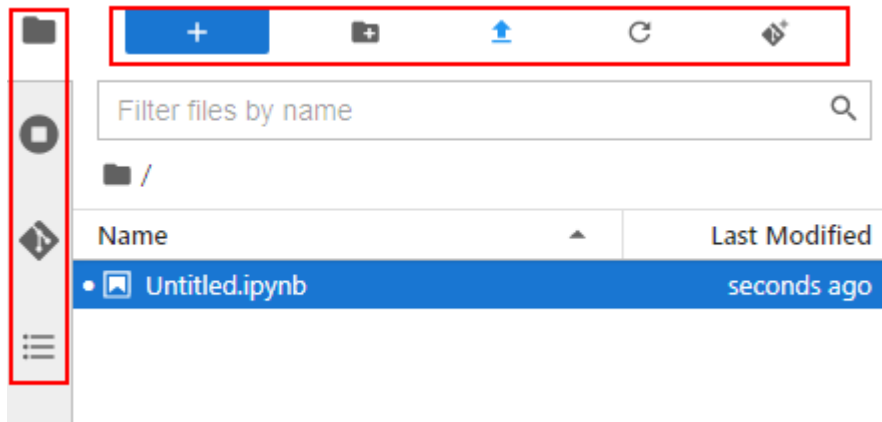 Filter files by name
/
Name Last Modified
Untitled.ipynb seconds ago